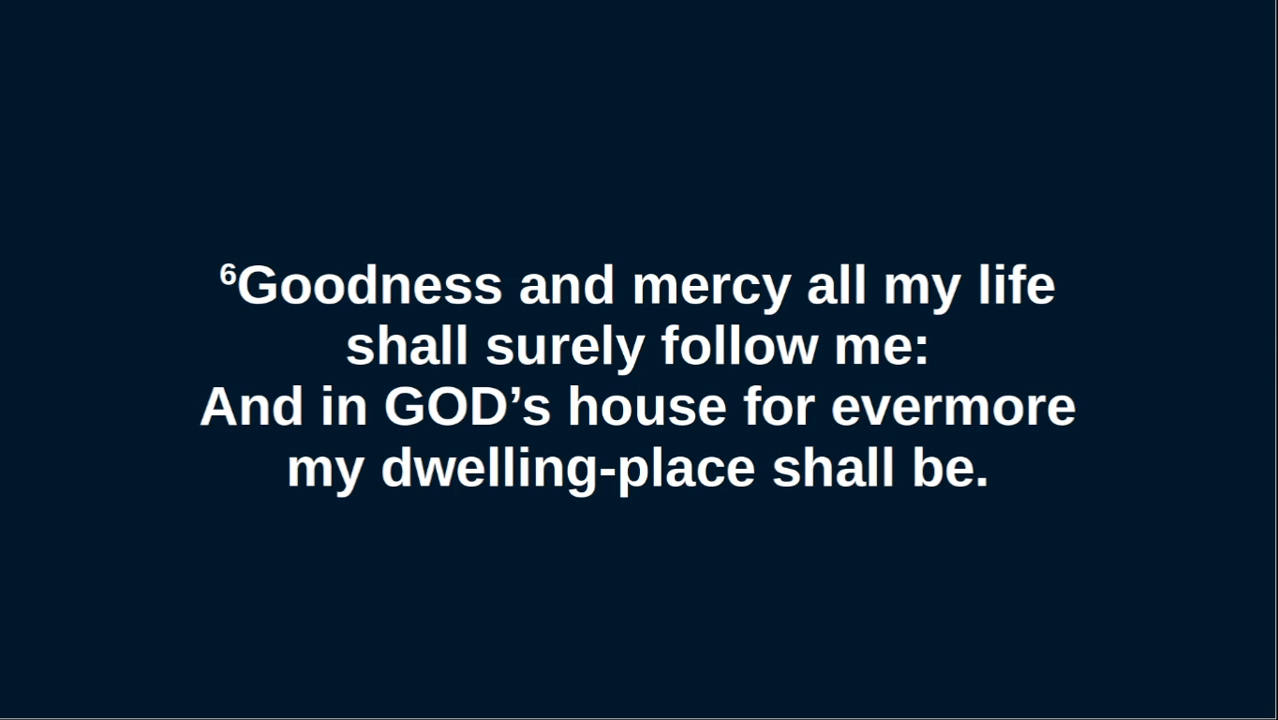 ⁶Goodness and mercy all my life
shall surely follow me:
And in GOD’s house for evermore
my dwelling-place shall be.